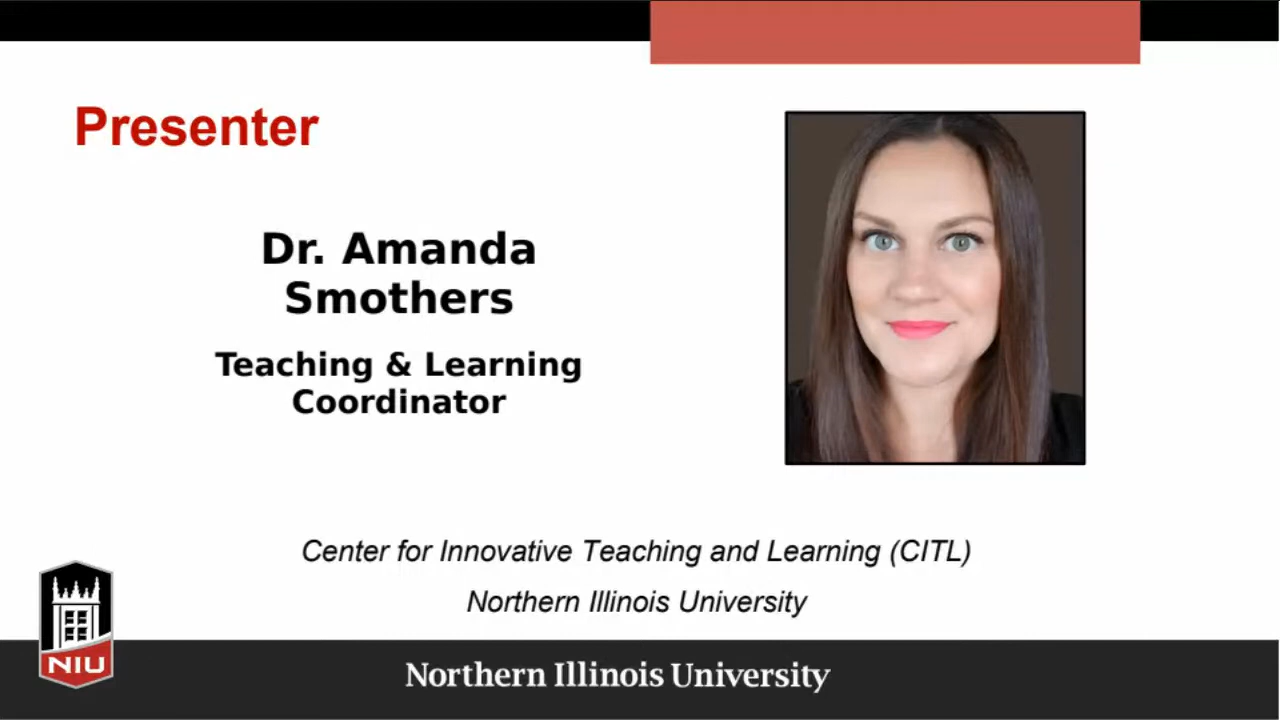 Presenter
Dr. Amanda
Smothers
Teaching & Learning
Coordinator
Center for Innovative Teaching and Learning (CITL)
Northern Illinois University
NIU
Northern Illinois University